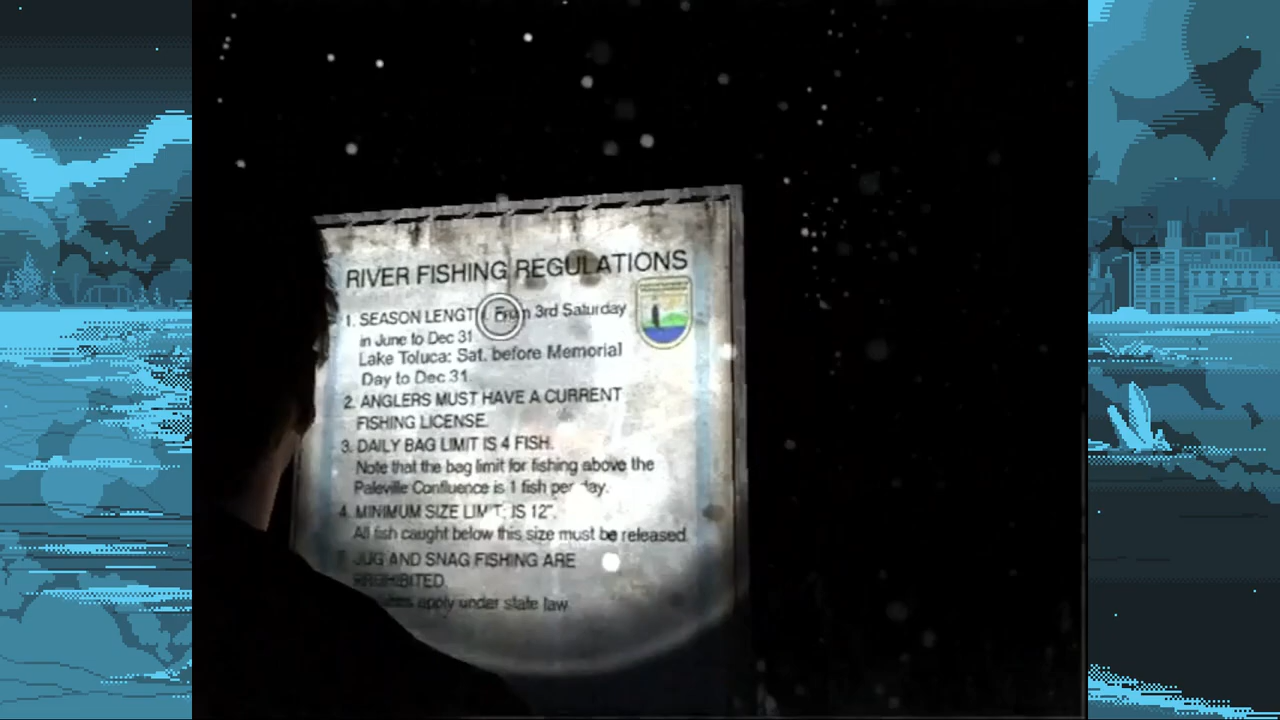 RIVER FISHING REGULATIONS
1. SEASON LENGT From 3rd Saturday
in June to Dec 31
Lake Toluca: Sat. before Memorial
Day to Dec 31
2. ANGLERS MUST HAVE A CURRENT
FISHING LICENSE.
3. DAILY BAG LIMIT IS 4 FISH.
Note that the bag limit for fishing above the
Paleville Confluence is 1 fish per day.
4. MINIMUM SIZE LIMIT: IS 12".
All fish caught below this size must be released.
JUG AND SNAG FISHING ARE
PROHIBITED.
apply under state law